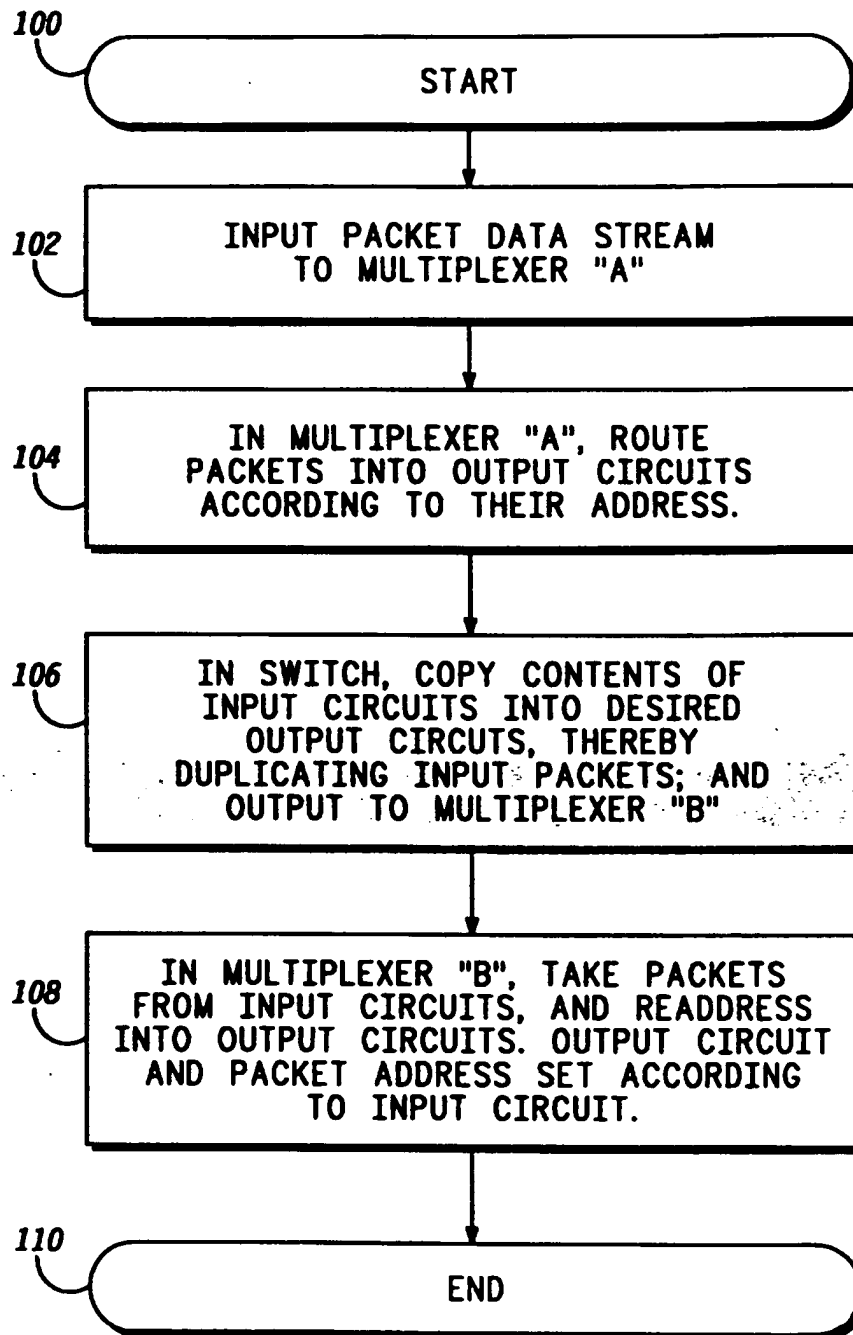 100
START
102
INPUT PACKET DATA STREAM
TO MULTIPLEXER "A"
104
IN MULTIPLEXER "A", ROUTE
PACKETS INTO OUTPUT CIRCUITS
ACCORDING TO THEIR ADDRESS.
106
IN SWITCH, COPY CONTENTS OF
INPUT CIRCUITS INTO DESIRED
OUTPUT CIRCUTS, THEREBY
DUPLICATING INPUT PACKETS; AND
OUTPUT TO MULTIPLEXER "B"
108
IN MULTIPLEXER "B", TAKE PACKETS
FROM INPUT CIRCUITS, AND READDRESS
INTO OUTPUT CIRCUITS. OUTPUT CIRCUIT
AND PACKET ADDRESS SET ACCORDING
TO INPUT CIRCUIT.
110
END